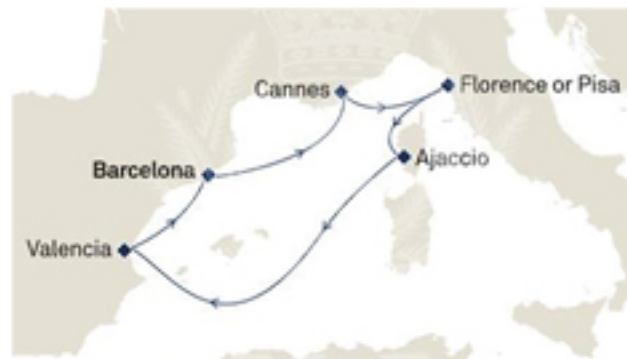 Cannes
Florence or Pisa
Ajaccio
Barcelona
Valencia